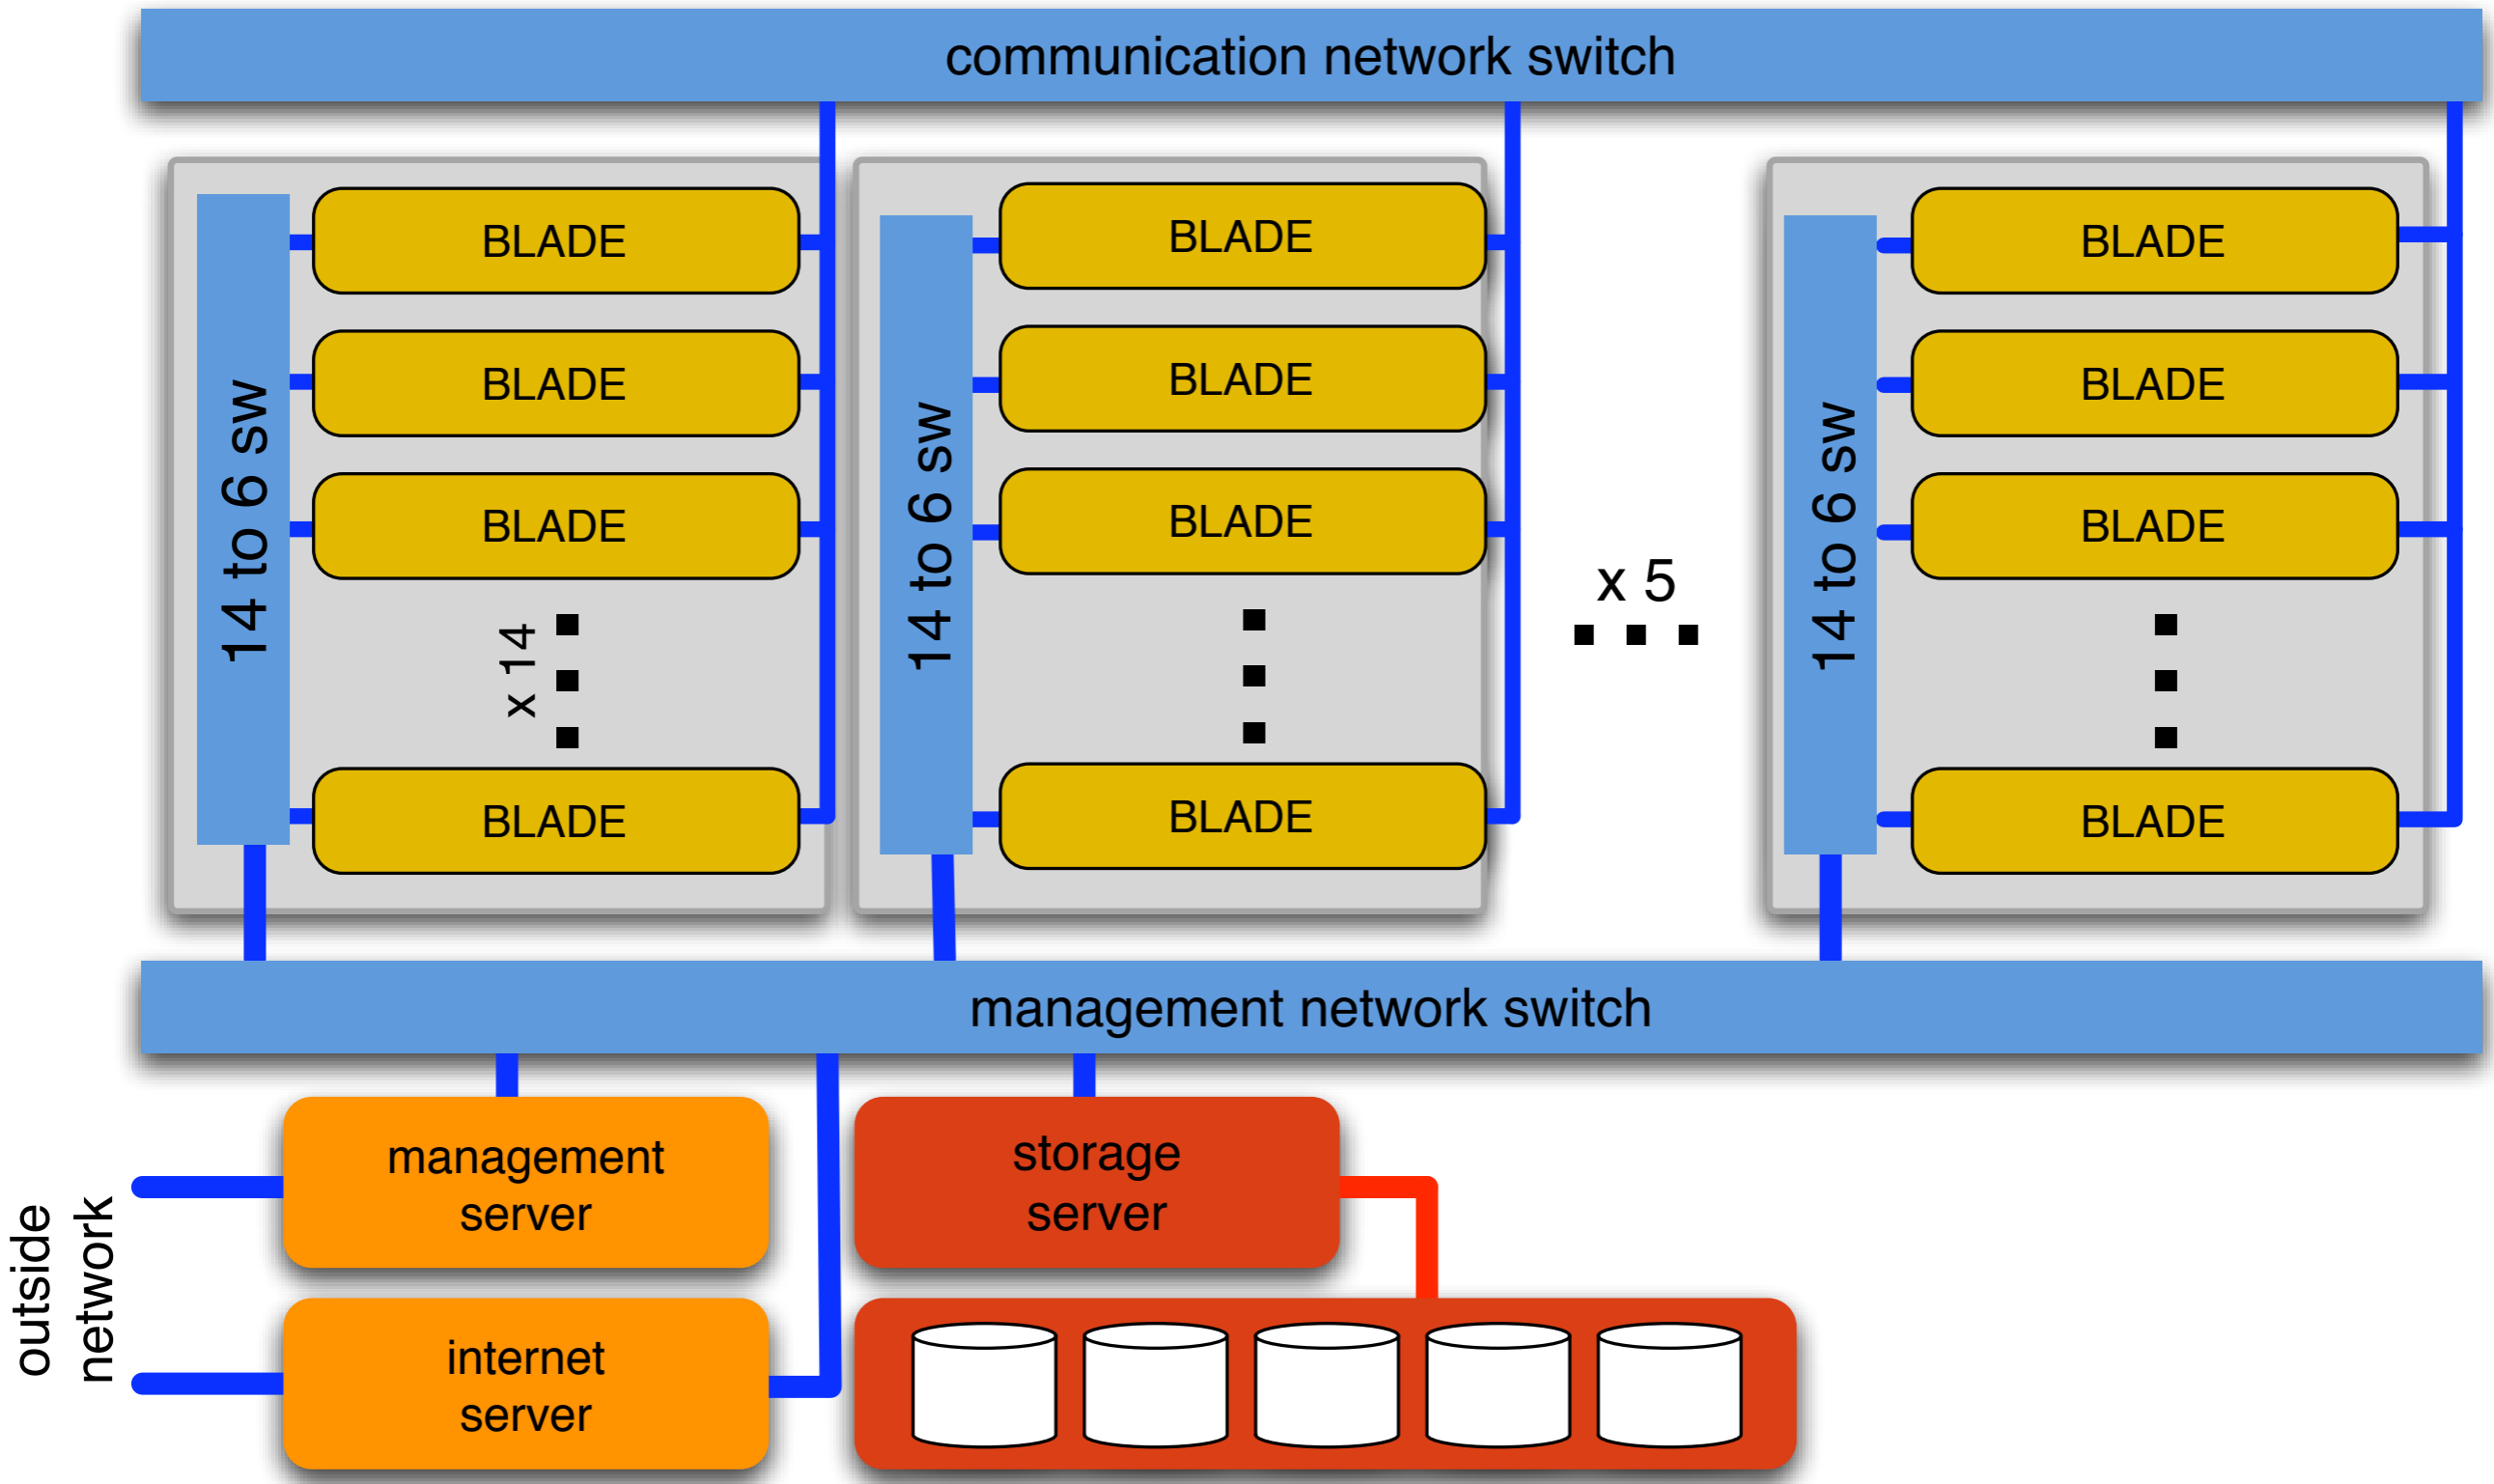 communication network switch
14 to 6 sw
BLADE
BLADE
BLADE
x 14
BLADE
14 to 6 sw
BLADE
BLADE
BLADE
BLADE
x 5
14 to 6 sw
BLADE
BLADE
BLADE
BLADE
management network switch
outside
network
management
server
storage
server
internet
server